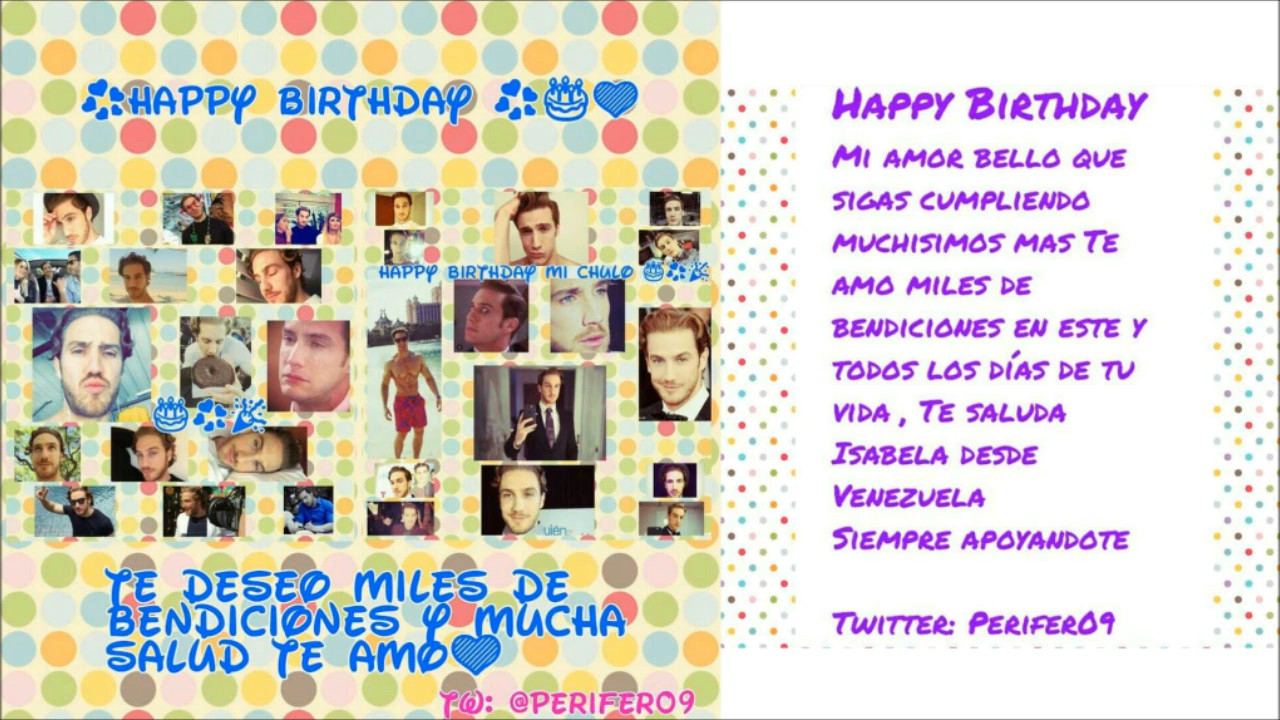 HAPPY BIRTHDAY
HAPPY BIRTHDAY MI CHULO
uién
TE DESEO MILES DE
BENDICIONES Y MUCHA
SALUD TE AMO
TW: @PERIFER09
HAPPY BIRTHDAY
MI AMOR BELLO QUE
SIGAS CUMPLIENDO
MUCHISIMOS MAS TE
AMO MILES DE
BENDICIONES EN ESTE Y
TODOS LOS DÍAS DE TU
VIDA , TE SALUDA
ISABELA DESDE
VENEZUELA
SIEMPRE APOYANDOTE
TWITTER: PERIFER09